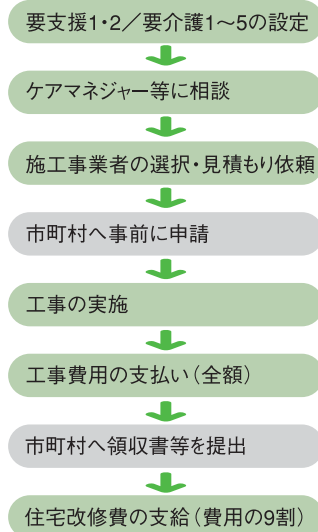 要支援1・2／要介護1〜5の設定
ケアマネジャー等に相談
施工事業者の選択・見積もり依頼
市町村へ事前に申請
工事の実施
工事費用の支払い（全額）
市町村へ領収書等を提出
住宅改修費の支給（費用の9割）